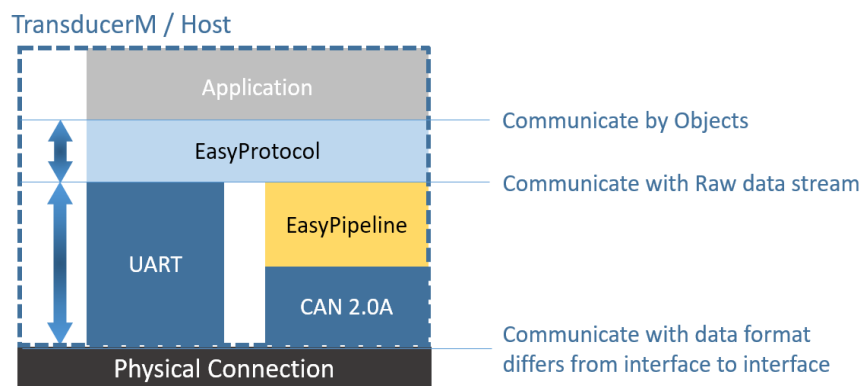 TransducerM / Host
Application
Communicate by Objects
EasyProtocol
Communicate with Raw data stream
EasyPipeline
UART
CAN 2.0A
Communicate with data format
differs from interface to interface
Physical Connection